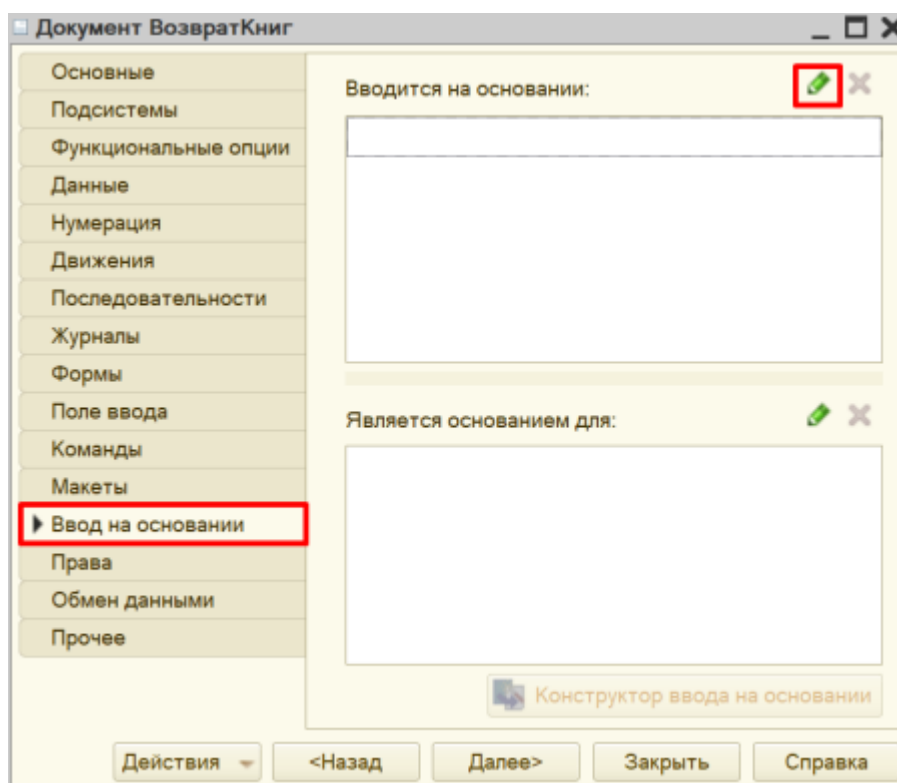 Документ ВозвратКниг
Основные
Подсистемы
Функциональные опции
Данные
Нумерация
Движения
Последовательности
Журналы
Формы
Поле ввода
Команды
Макеты
Ввод на основании
Права
Обмен данными
Прочее
Вводится на основании:
Является основанием для:
Конструктор ввода на основании
Действия
<Назад
Далее>
Закрыть
Справка